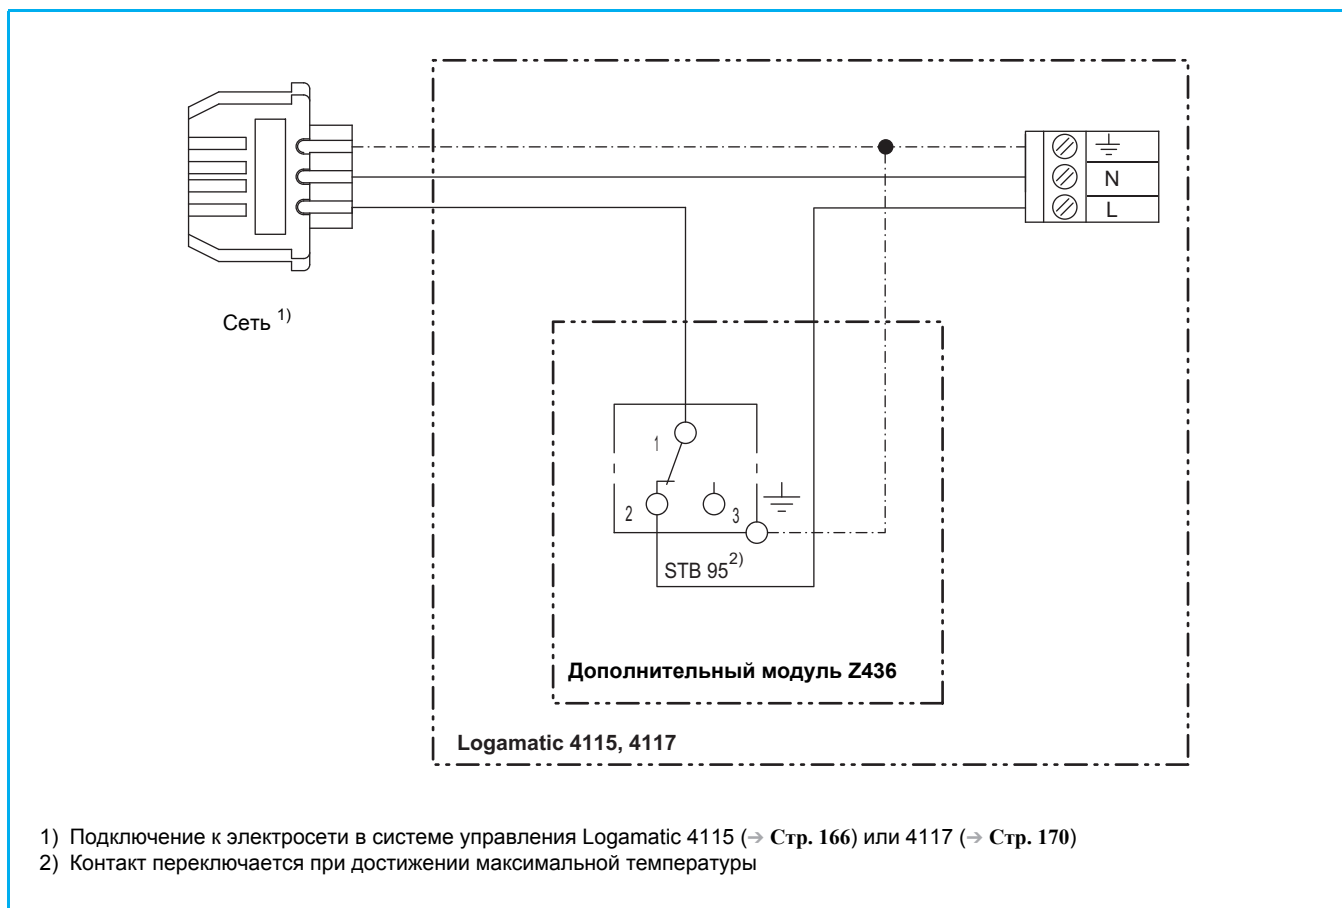 N
L
Сеть 1)
1
2
3
STB 95 2)
Дополнительный модуль Z436
Logamatic 4115, 4117
1) Подключение к электросети в системе управления Logamatic 4115 (→ Стр. 166) или 4117 (→ Стр. 170)
2) Контакт переключается при достижении максимальной температуры